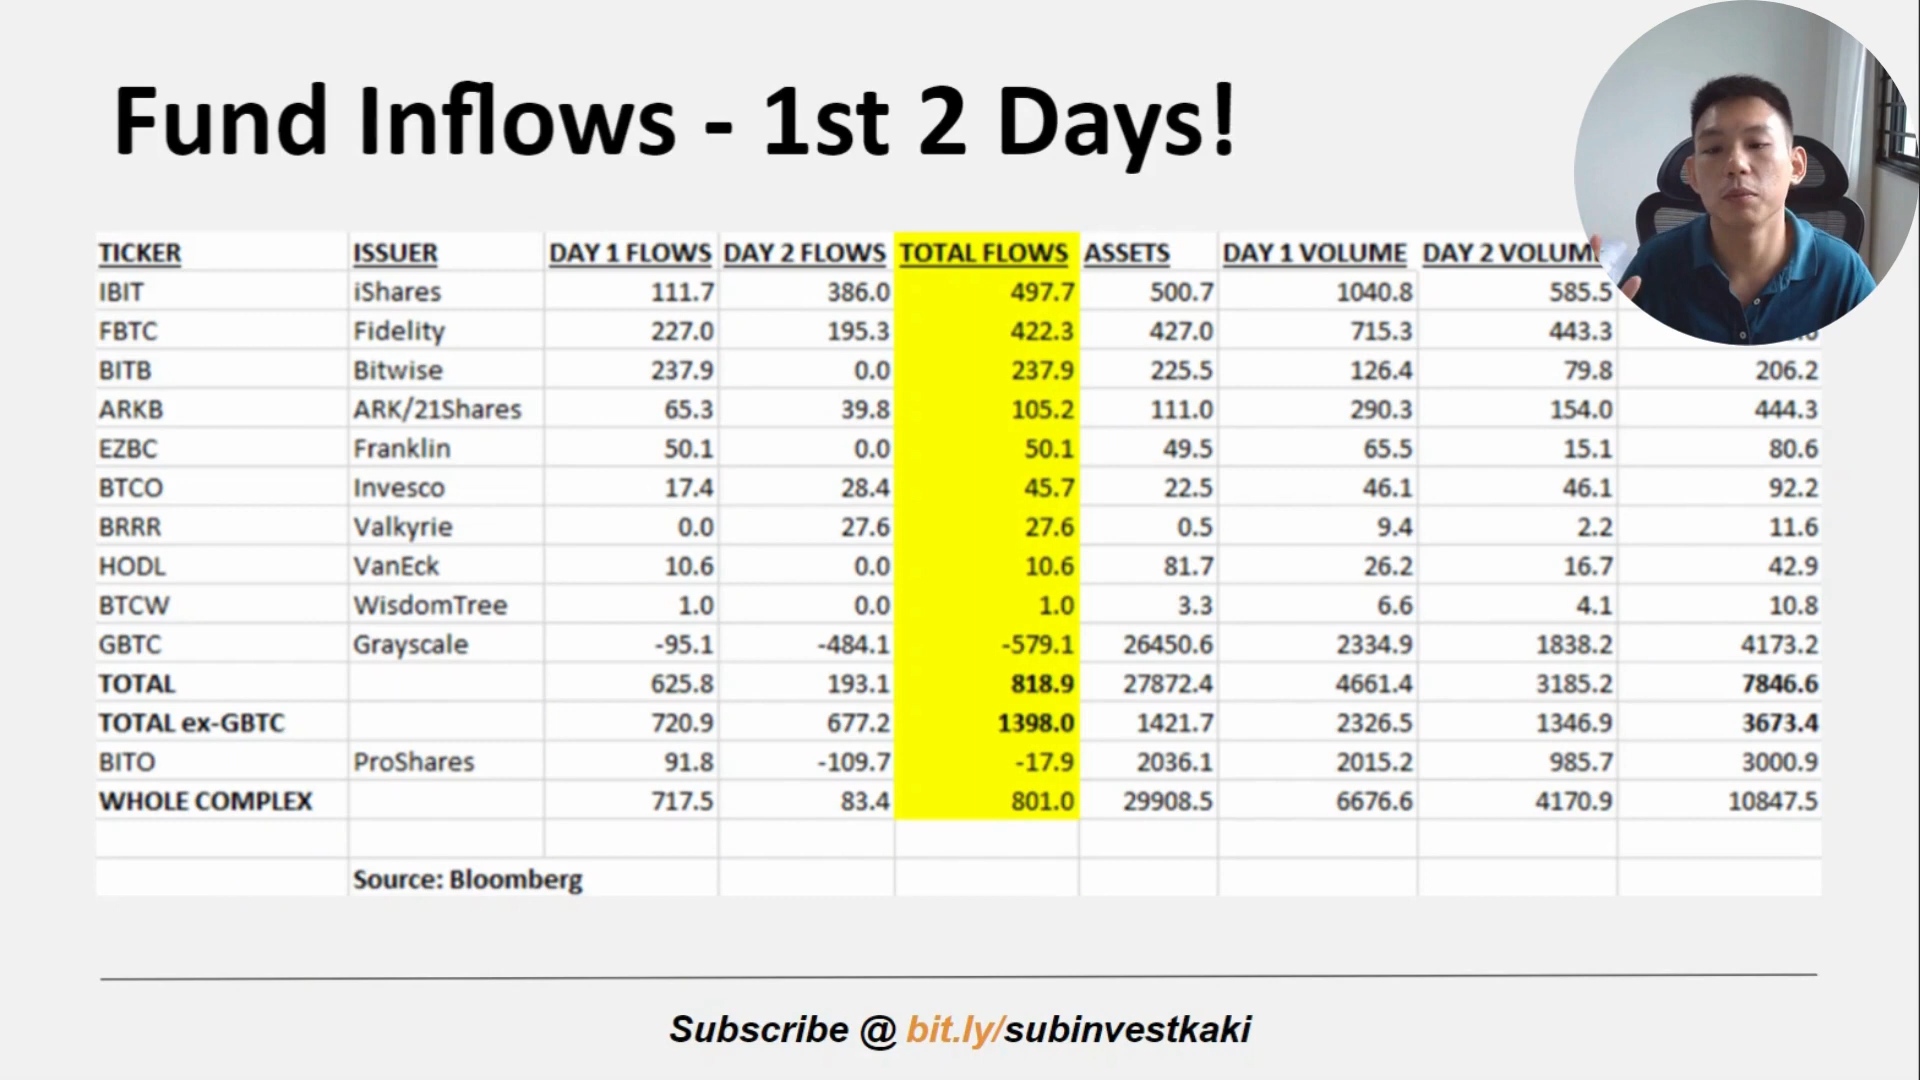 Fund Inflows - 1st 2 Days!
TICKER ISSUER DAY 1 FLOWS DAY 2 FLOWS TOTAL FLOWS ASSETS DAY 1 VOLUME DAY 2
IBIT iShares 111.7 386.0 497.7 500.7 1040.8 585.5
FBTC Fidelity 227.0 195.3 422.3 427.0 715.3 443.3
BITB Bitwise 237.9 0.0 237.9 225.5 126.4 79.8 206.2
ARKB ARK/21Shares 65.3 39.8 105.2 111.0 290.3 154.0 444.3
EZBC Franklin 50.1 0.0 50.1 49.5 65.5 15.1 80.6
BTCO Invesco 17.4 28.4 45.7 22.5 46.1 46.1 92.2
BRRR Valkyrie 0.0 27.6 27.6 0.5 9.4 2.2 11.6
HODL VanEck 10.6 0.0 10.6 81.7 26.2 16.7 42.9
BTCW WisdomTree 1.0 0.0 1.0 3.3 6.6 4.1 10.8
GBTC Grayscale -95.1 -484.1 -579.1 26450.6 2334.9 1838.2 4173.2
TOTAL 625.8 193.1 818.9 27872.4 4661.4 3185.2 7846.6
TOTAL ex-GBTC 720.9 677.2 1398.0 1421.7 2326.5 1346.9 3673.4
BITO ProShares 91.8 -109.7 -17.9 2036.1 2015.2 985.7 3000.9
WHOLE COMPLEX 717.5 83.4 801.0 29908.5 6676.6 4170.9 10847.5
Source: Bloomberg
Subscribe @ bit.ly/subinvestkaki